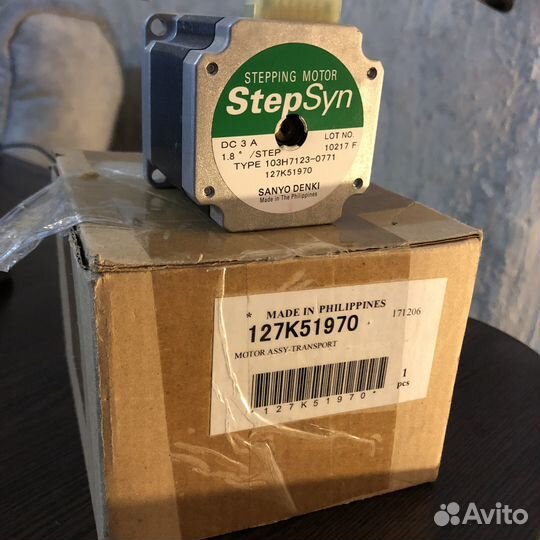 STEPPING MOTOR
StepSyn
DC 3 A
LOT NO.
1.8° /STEP
10217 F
TYPE 103H7123-0771
127K51970
SANYO DENKI
Made in The Philippines
* MADE IN PHILIPPINES 171206
127K51970
MOTOR ASSY-TRANSPORT
1
pcs
*127K51970*
Avito